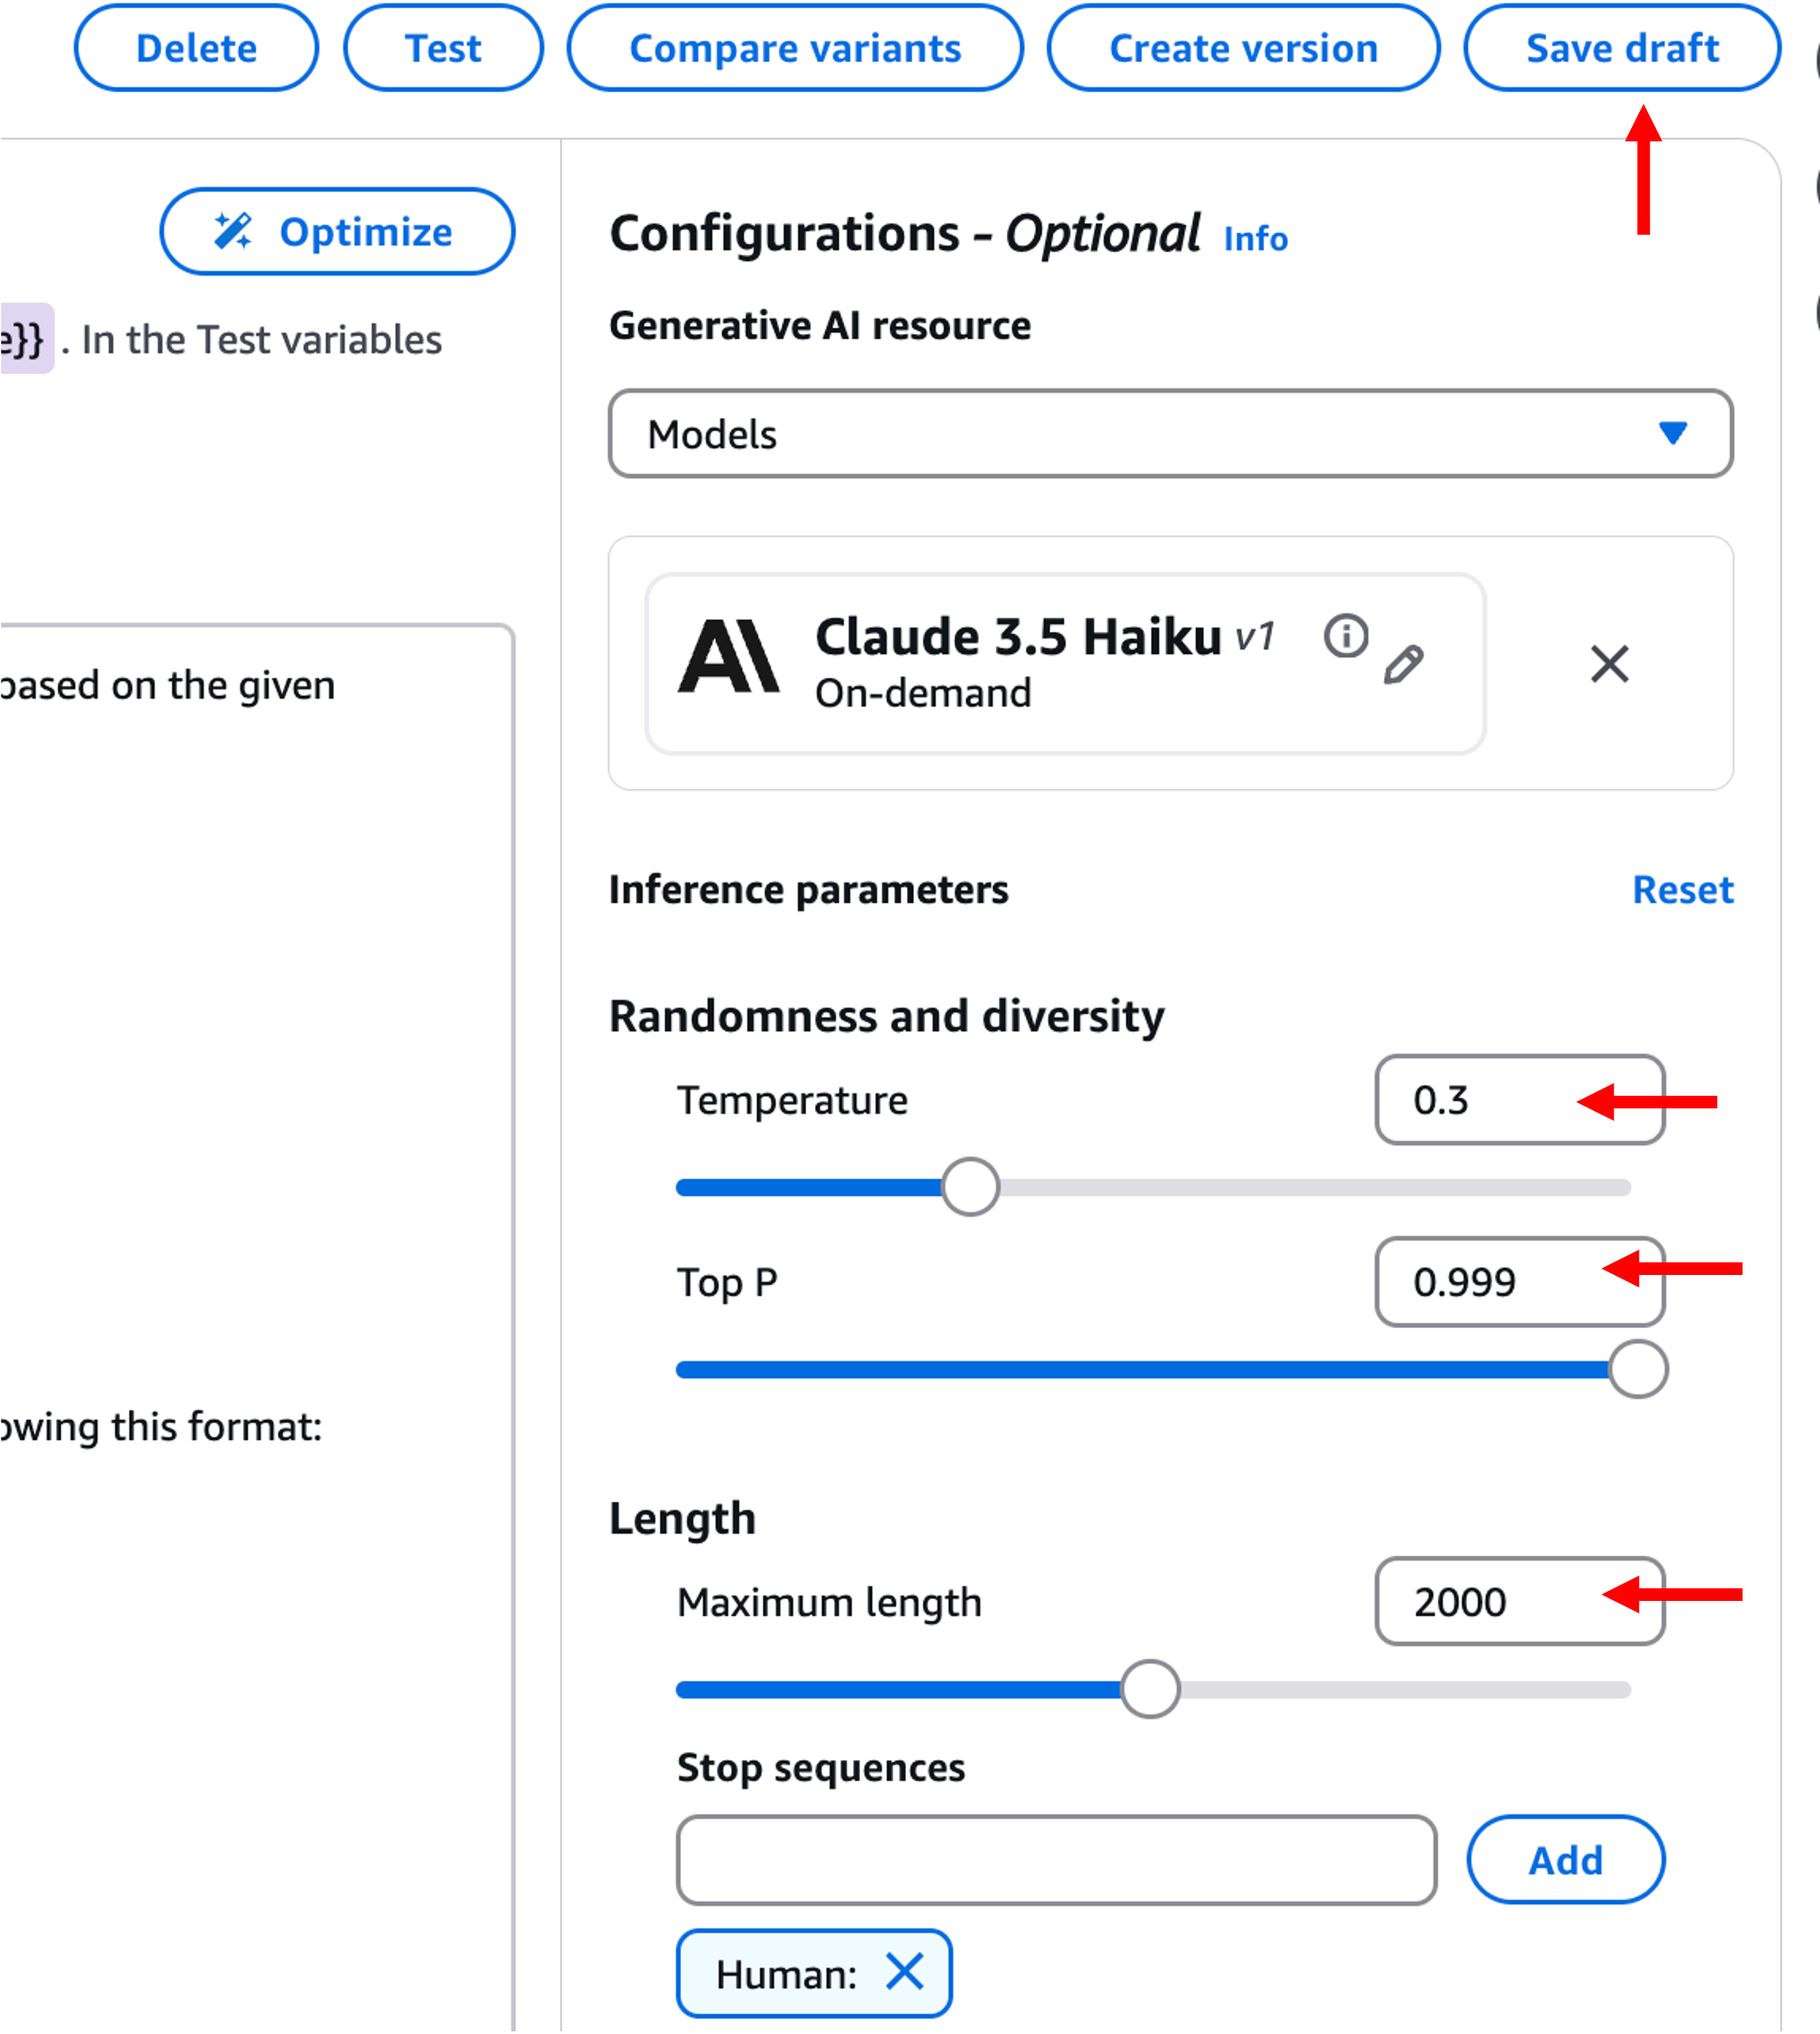 Delete Test Compare variants Create version Save draft
Optimize
e}} . In the Test variables
based on the given
owing this format:
Configurations - Optional Info
Generative AI resource
Models
Claude 3.5 Haiku v1
On-demand
Inference parameters Reset
Randomness and diversity
Temperature 0.3
Top P 0.999
Length
Maximum length 2000
Stop sequences
Add
Human: